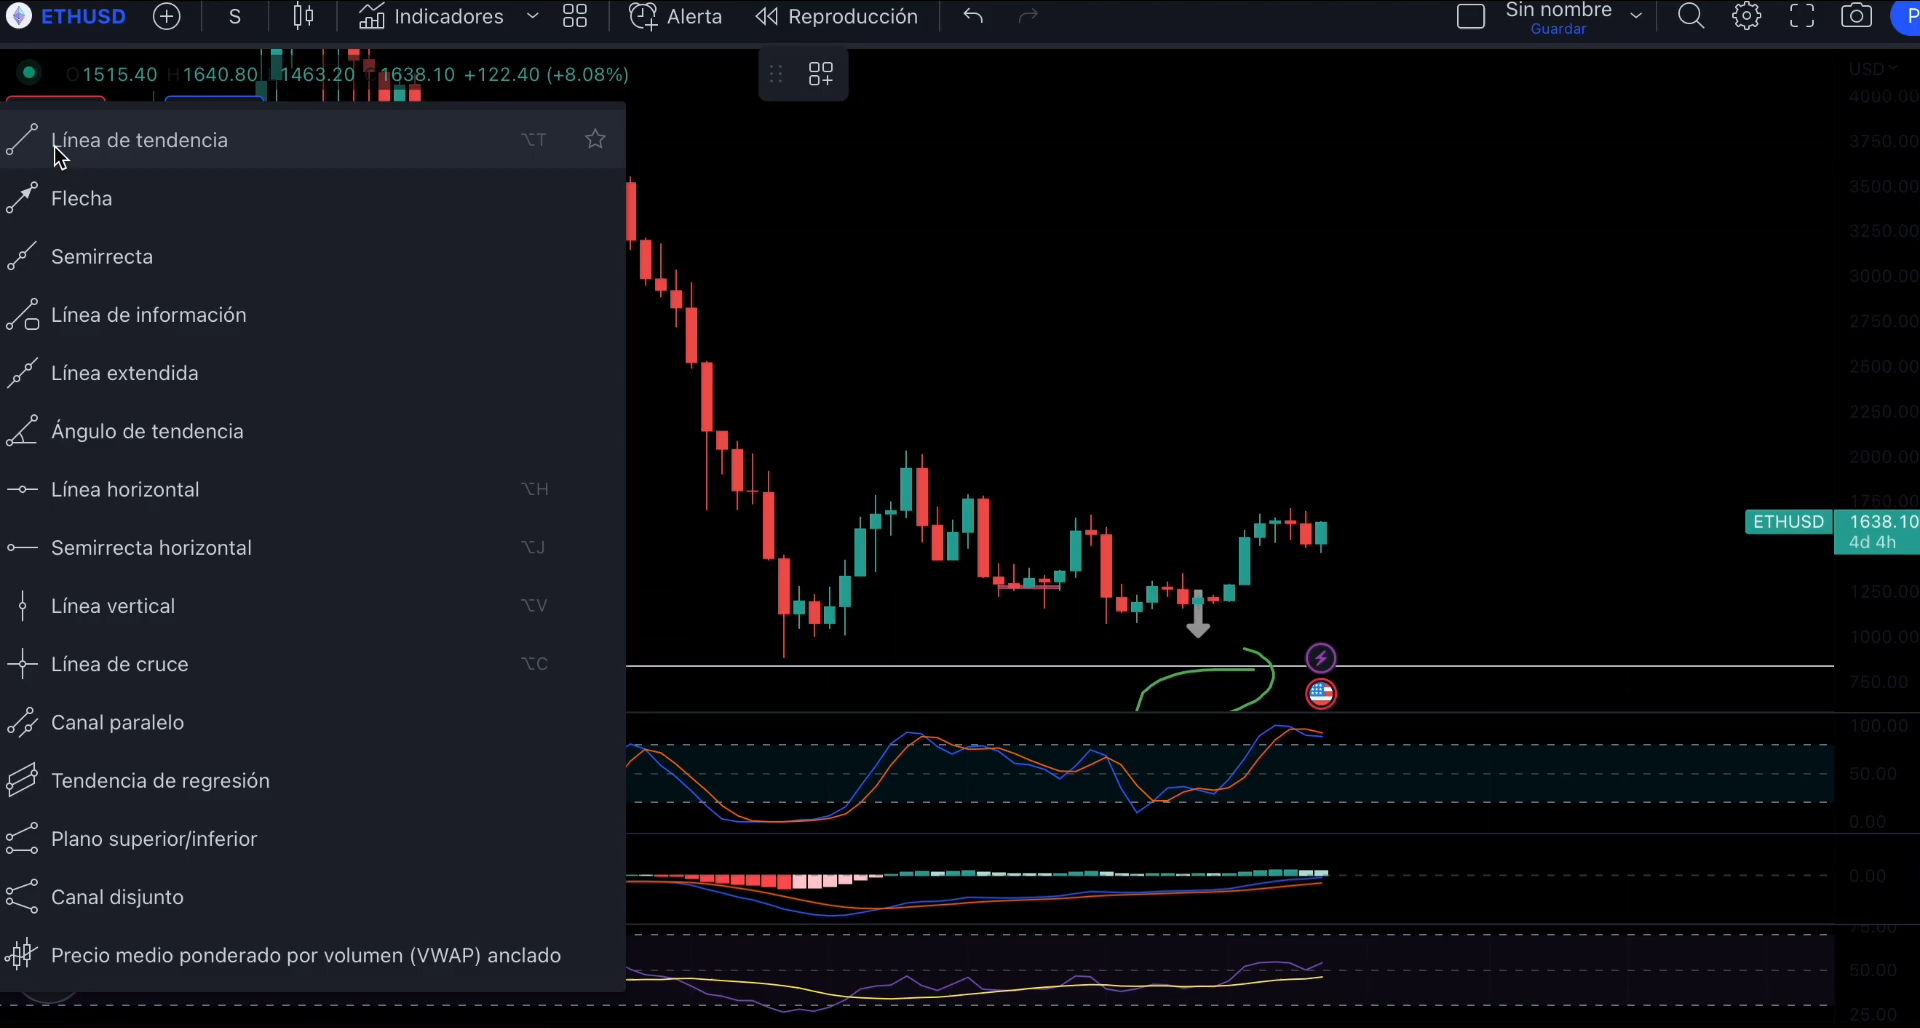 ETHUSD
S
Indicadores
Alerta
Reproducción
Sin nombre
Guardar
P
O1515.40 H1640.80 1463.20 C1638.10 +122.40 (+8.08%)
USD
4000.00
3750.00
3500.00
3250.00
3000.00
2750.00
2500.00
2250.00
2000.00
1750.00
ETHUSD
1638.10
4d 4h
1250.00
1000.00
750.00
100.00
50.00
0.00
0.00
75.00
50.00
25.00
Línea de tendencia ⌥T
Flecha
Semirrecta
Línea de información
Línea extendida
Ángulo de tendencia
Línea horizontal ⌥H
Semirrecta horizontal ⌥J
Línea vertical ⌥V
Línea de cruce ⌥C
Canal paralelo
Tendencia de regresión
Plano superior/inferior
Canal disjunto
Precio medio ponderado por volumen (VWAP) anclado